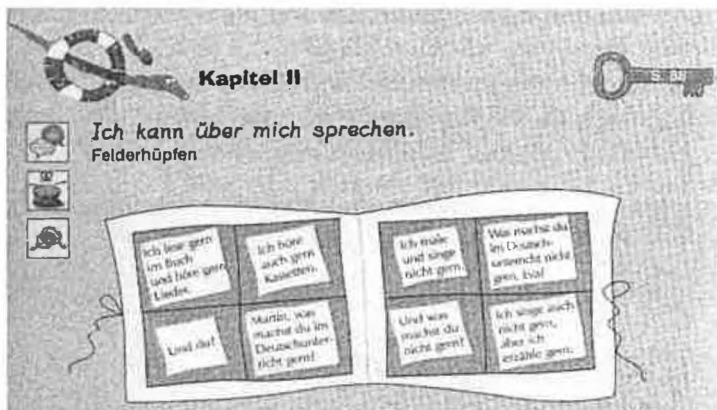 Kapitel II
S. 88
Ich kann über mich sprechen.
Felderhüpfen
Ich lese gern
im Buch
und höre gern
Lieder.
Ich höre
auch gern
Kassetten.
Und du?
Martin, was
machst du im
Deutschunter-
richt gern?
Ich male
und singe
nicht gern.
Was machst du
im Deutsch-
unterricht nicht
gern, Eva?
Und was
machst du
nicht gern?
Ich singe auch
nicht gern,
aber ich
erzähle gern.